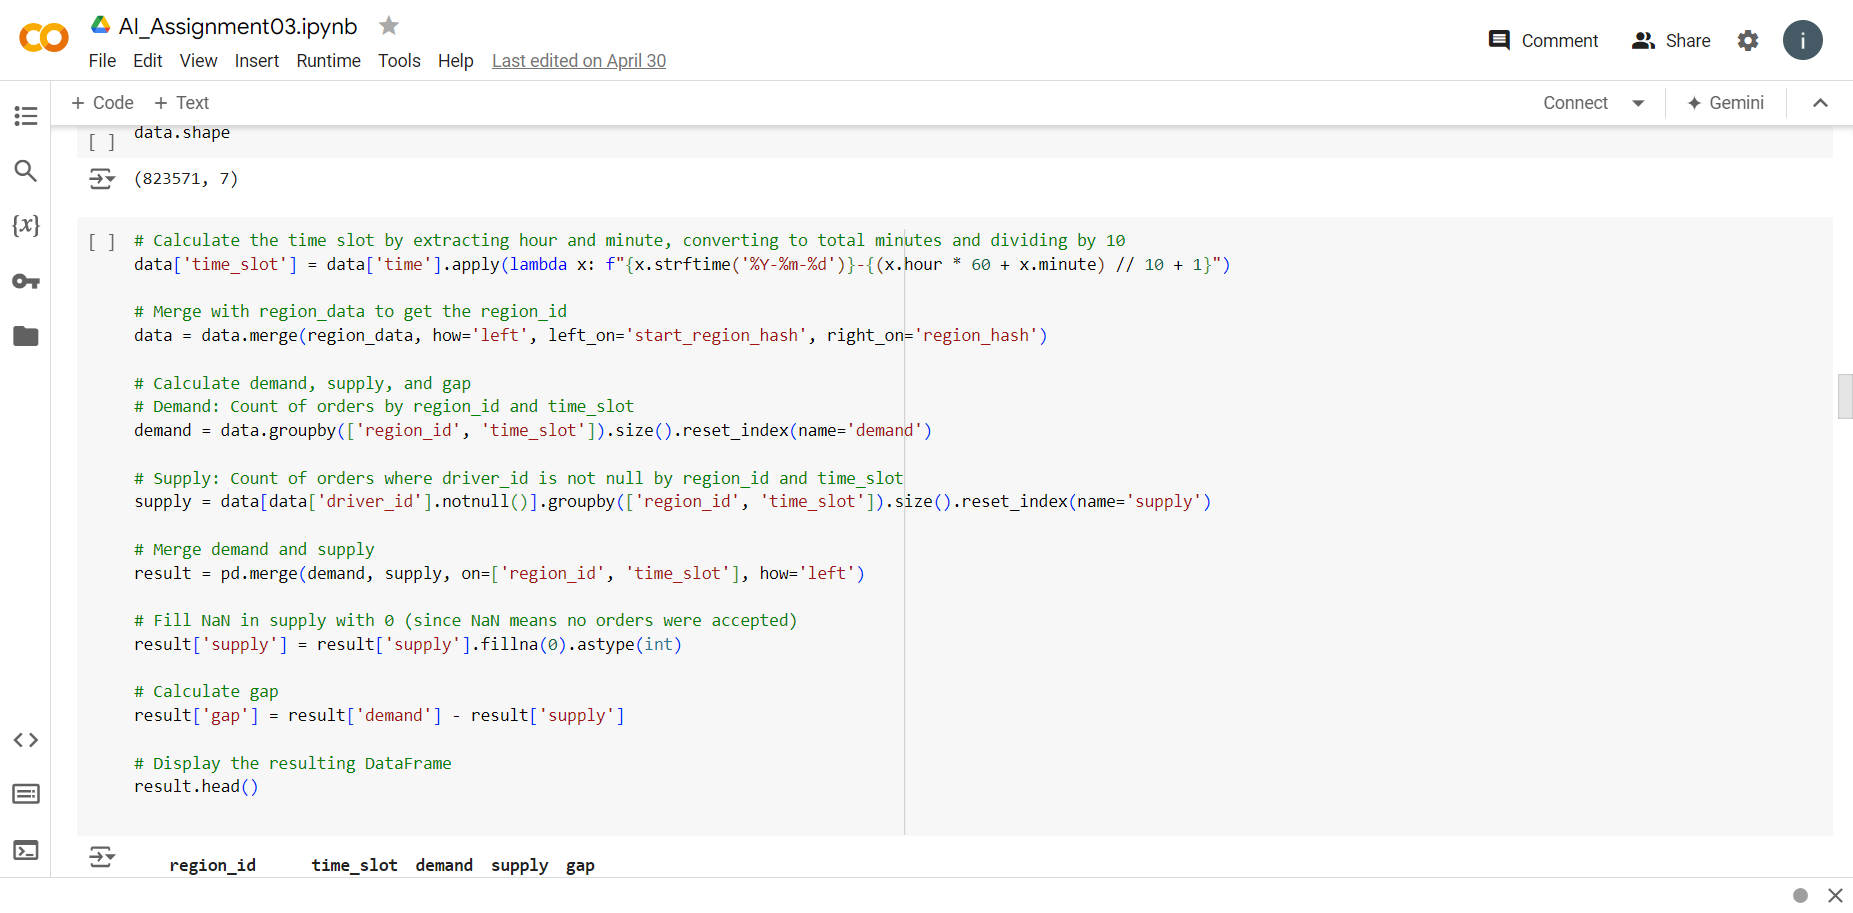 AI_Assignment03.ipynb
File Edit View Insert Runtime Tools Help Last edited on April 30
Comment Share i
+ Code + Text
Connect Gemini
[ ] data.shape
(823571, 7)
{x}
[ ] # Calculate the time slot by extracting hour and minute, converting to total minutes and dividing by 10
data['time_slot'] = data['time'].apply(lambda x: f"{x.strftime('%Y-%m-%d')}-{(x.hour * 60 + x.minute) // 10 + 1}")
# Merge with region_data to get the region_id
data = data.merge(region_data, how='left', left_on='start_region_hash', right_on='region_hash')
# Calculate demand, supply, and gap
# Demand: Count of orders by region_id and time_slot
demand = data.groupby(['region_id', 'time_slot']).size().reset_index(name='demand')
# Supply: Count of orders where driver_id is not null by region_id and time_slot
supply = data[data['driver_id'].notnull()].groupby(['region_id', 'time_slot']).size().reset_index(name='supply')
# Merge demand and supply
result = pd.merge(demand, supply, on=['region_id', 'time_slot'], how='left')
# Fill NaN in supply with 0 (since NaN means no orders were accepted)
result['supply'] = result['supply'].fillna(0).astype(int)
# Calculate gap
result['gap'] = result['demand'] - result['supply']
# Display the resulting DataFrame
result.head()
region_id time_slot demand supply gap